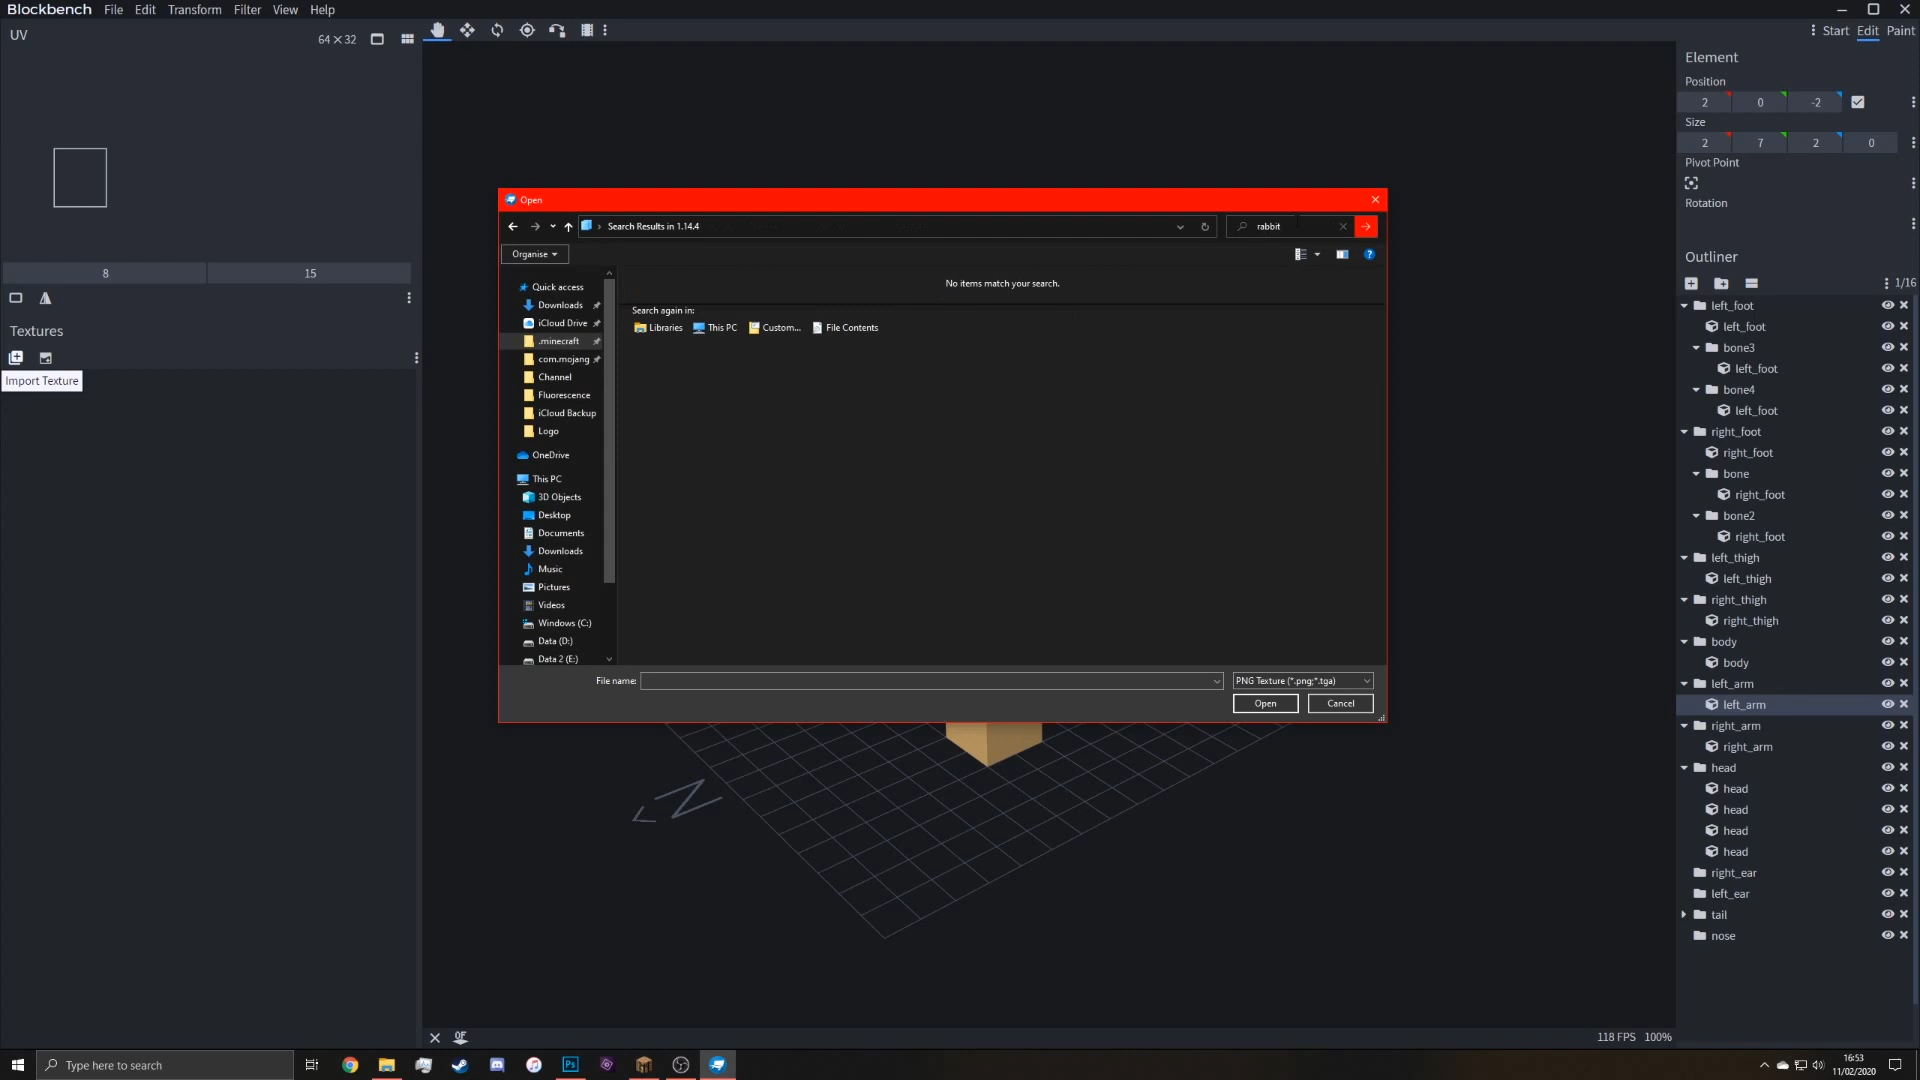 Blockbench File Edit Transform Filter View Help
UV
64 × 32
Start Edit Paint
Element
Position
2 0 -2
Size
2 7 2 0
Pivot Point
Rotation
Outliner
1/16
left_foot
left_foot
bone3
left_foot
bone4
left_foot
right_foot
right_foot
bone
right_foot
bone2
right_foot
left_thigh
left_thigh
right_thigh
right_thigh
body
body
left_arm
left_arm
right_arm
right_arm
head
head
head
head
head
right_ear
left_ear
tail
nose
8 15
Textures
Import Texture
Open
Search Results in 1.14.4
rabbit
Organise
Quick access
Downloads
iCloud Drive
.minecraft
com.mojang
Channel
Fluorescence
iCloud Backup
Logo
OneDrive
This PC
3D Objects
Desktop
Documents
Downloads
Music
Pictures
Videos
Windows (C:)
Data (D:)
Data 2 (E:)
No items match your search.
Search again in:
Libraries This PC Custom... File Contents
File name:
PNG Texture (*.png;*.tga)
Open Cancel
N
118 FPS 100%
Type here to search
Ps
16:53
11/02/2020